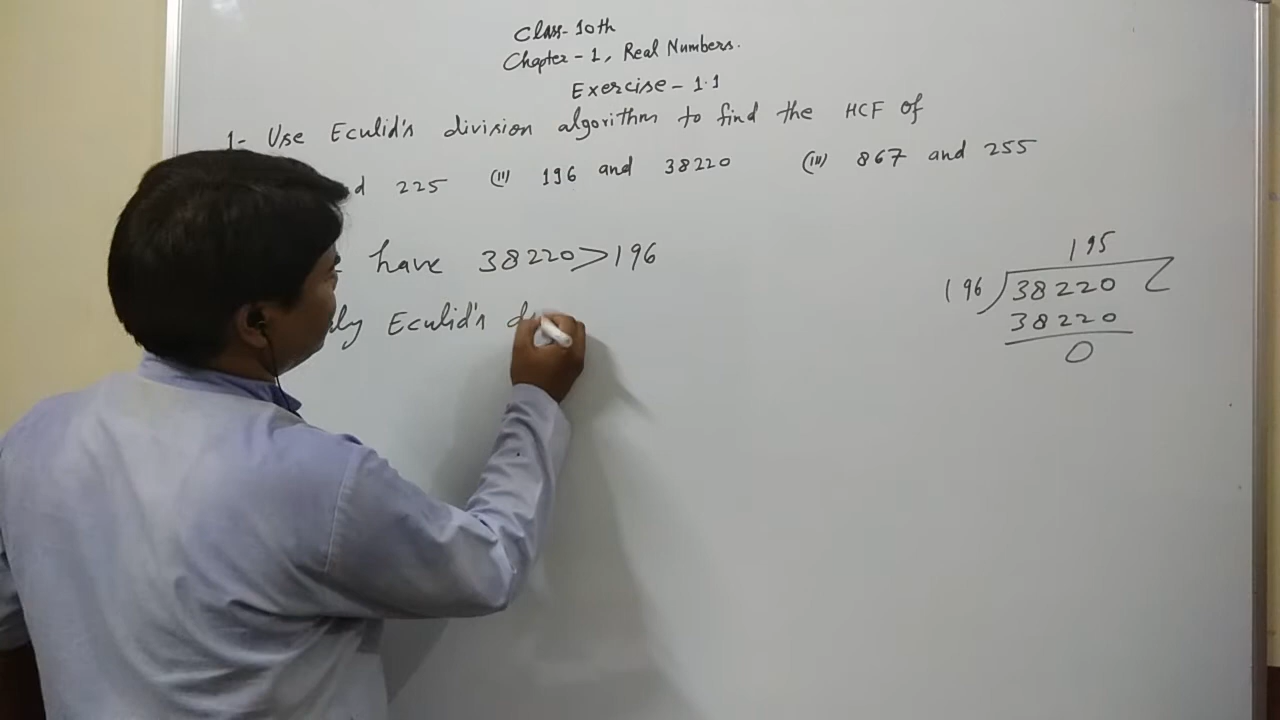 Class-10th
Chapter-1, Real Numbers.
Exercise-1.1
1- Use Eculid's division algorithm to find the HCF of
225 (ii) 196 and 38220 (iii) 867 and 255
have 38220>196
Eculid's
195
196)38220
38220
0